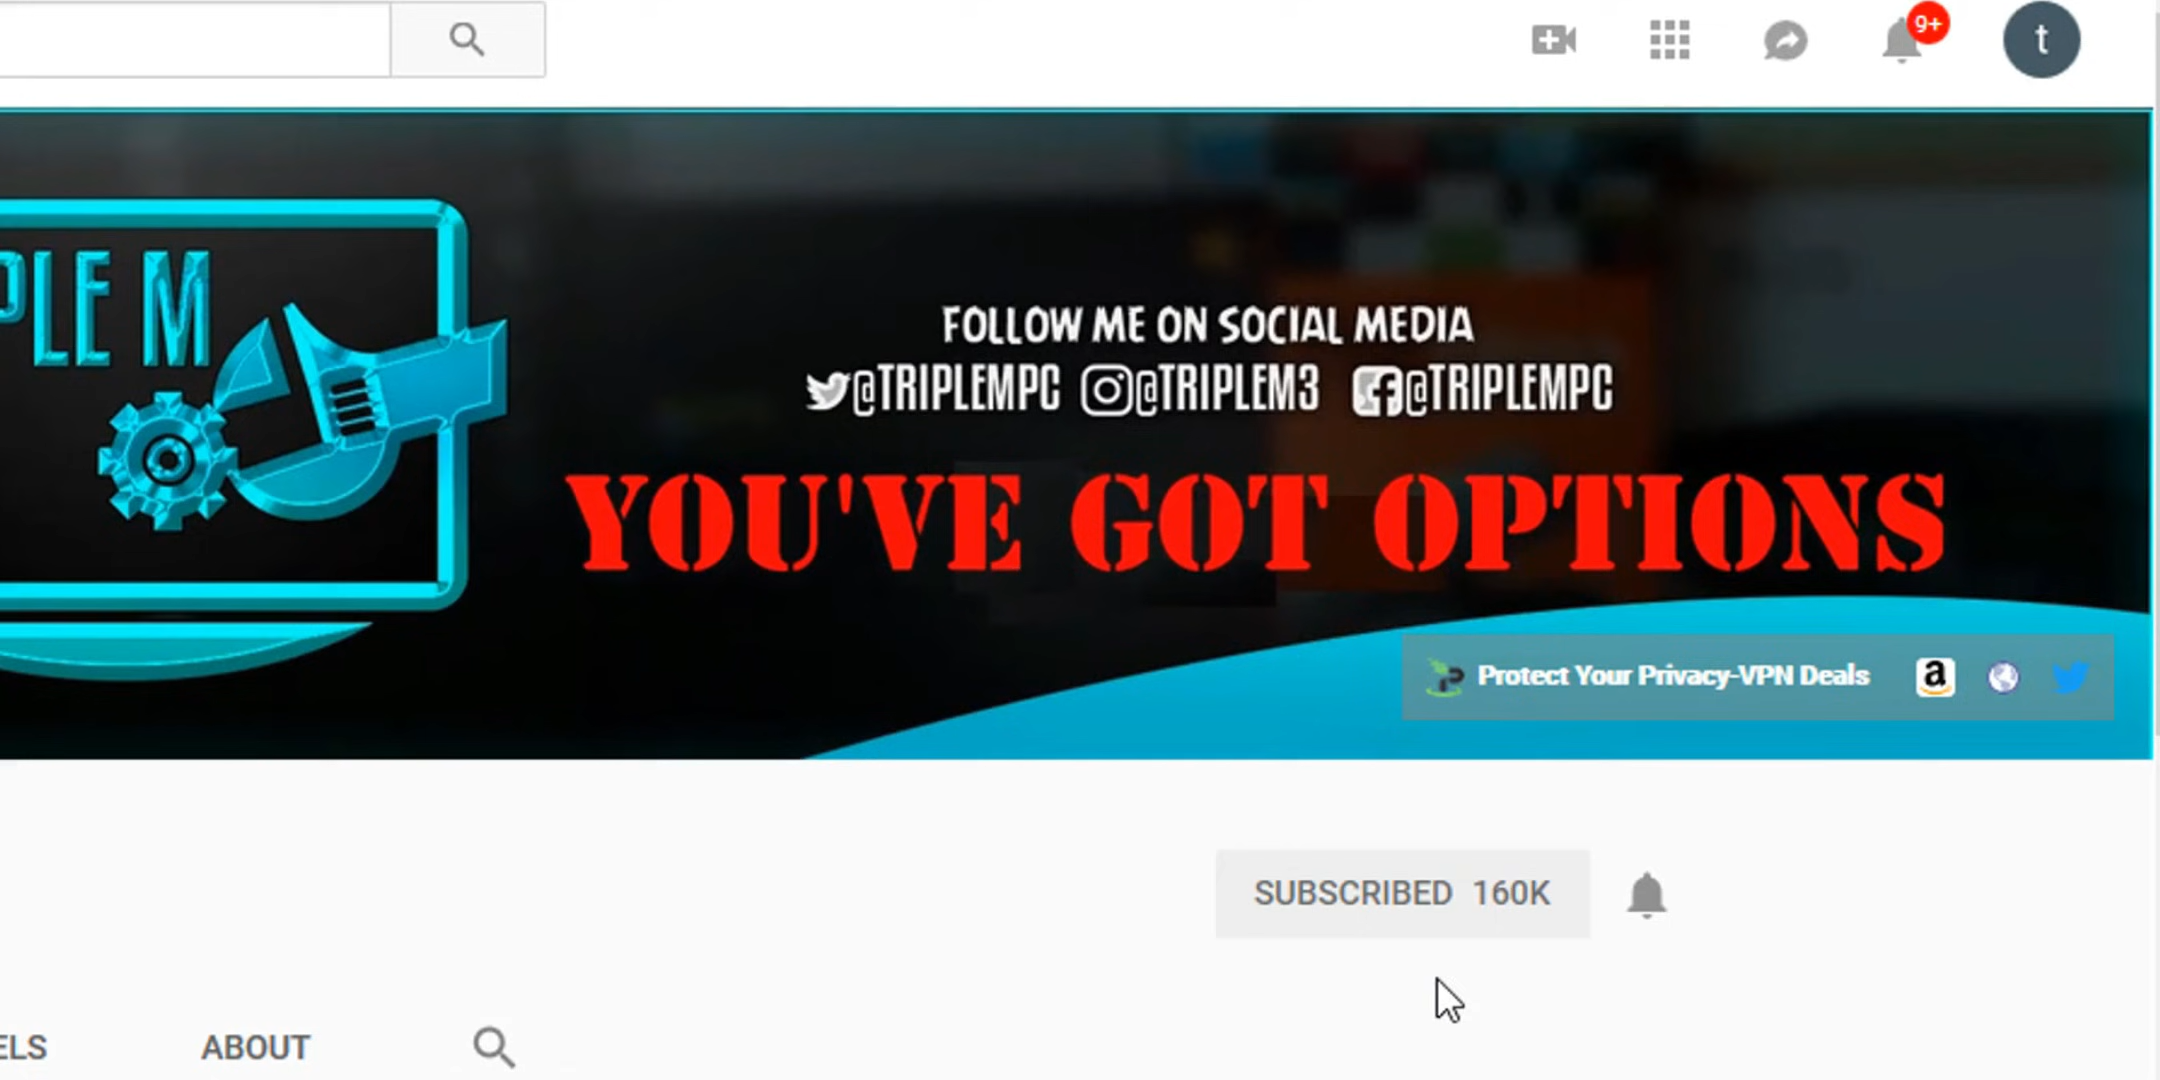 9+
t
PLE M
FOLLOW ME ON SOCIAL MEDIA
@TRIPLEMPC @TRIPLEM3 @TRIPLEMPC
YOU'VE GOT OPTIONS
Protect Your Privacy-VPN Deals
SUBSCRIBED 160K
ELS ABOUT